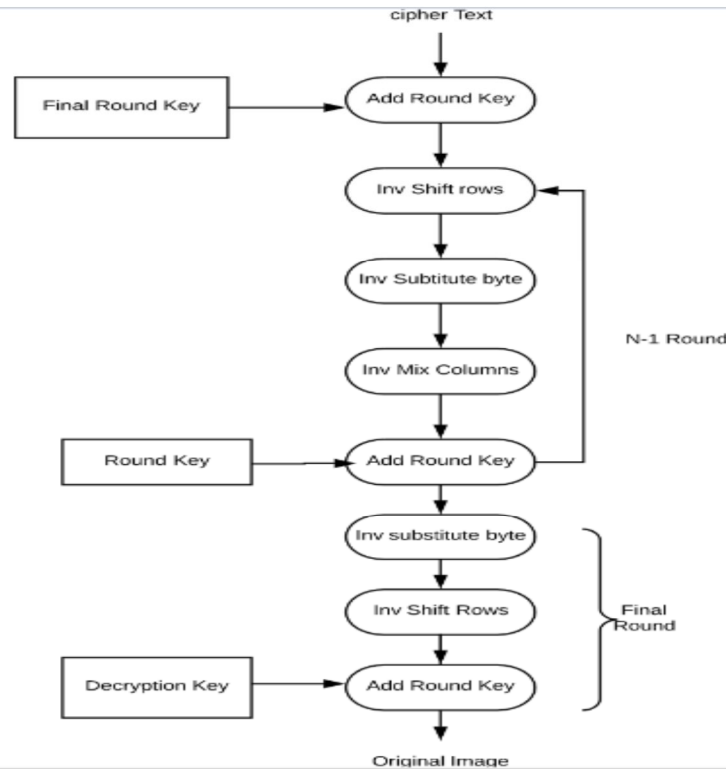 cipher Text
Final Round Key
Add Round Key
Inv Shift rows
Inv Subtitute byte
N-1 Round
Inv Mix Columns
Round Key
Add Round Key
Inv substitute byte
Inv Shift Rows
Final
Round
Decryption Key
Add Round Key
Original Image